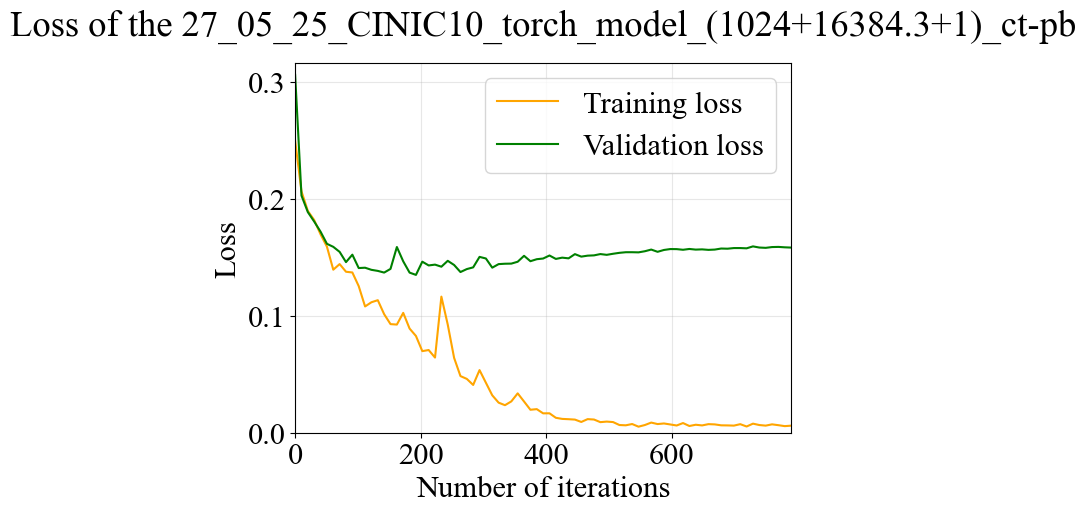 Loss of the 27_05_25_CINIC10_torch_model_(1024+16384.3+1)_ct-pb
0.3
0.2
0.1
0.0
Loss
Training loss
Validation loss
0
200
400
600
Number of iterations